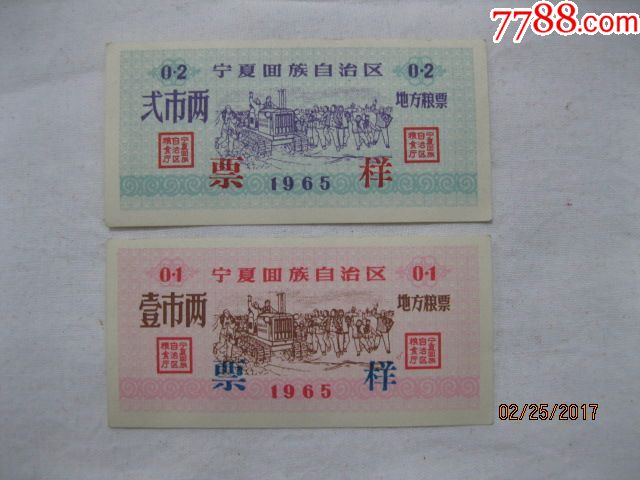 7788.com
0·2 宁夏回族自治区 0·2
贰市两 地方粮票
宁夏回族自治区粮食厅 宁夏回族自治区粮食厅
票 1965 样
0·1 宁夏回族自治区 0·1
壹市两 地方粮票
宁夏回族自治区粮食厅 宁夏回族自治区粮食厅
票 1965 样
02/25/2017